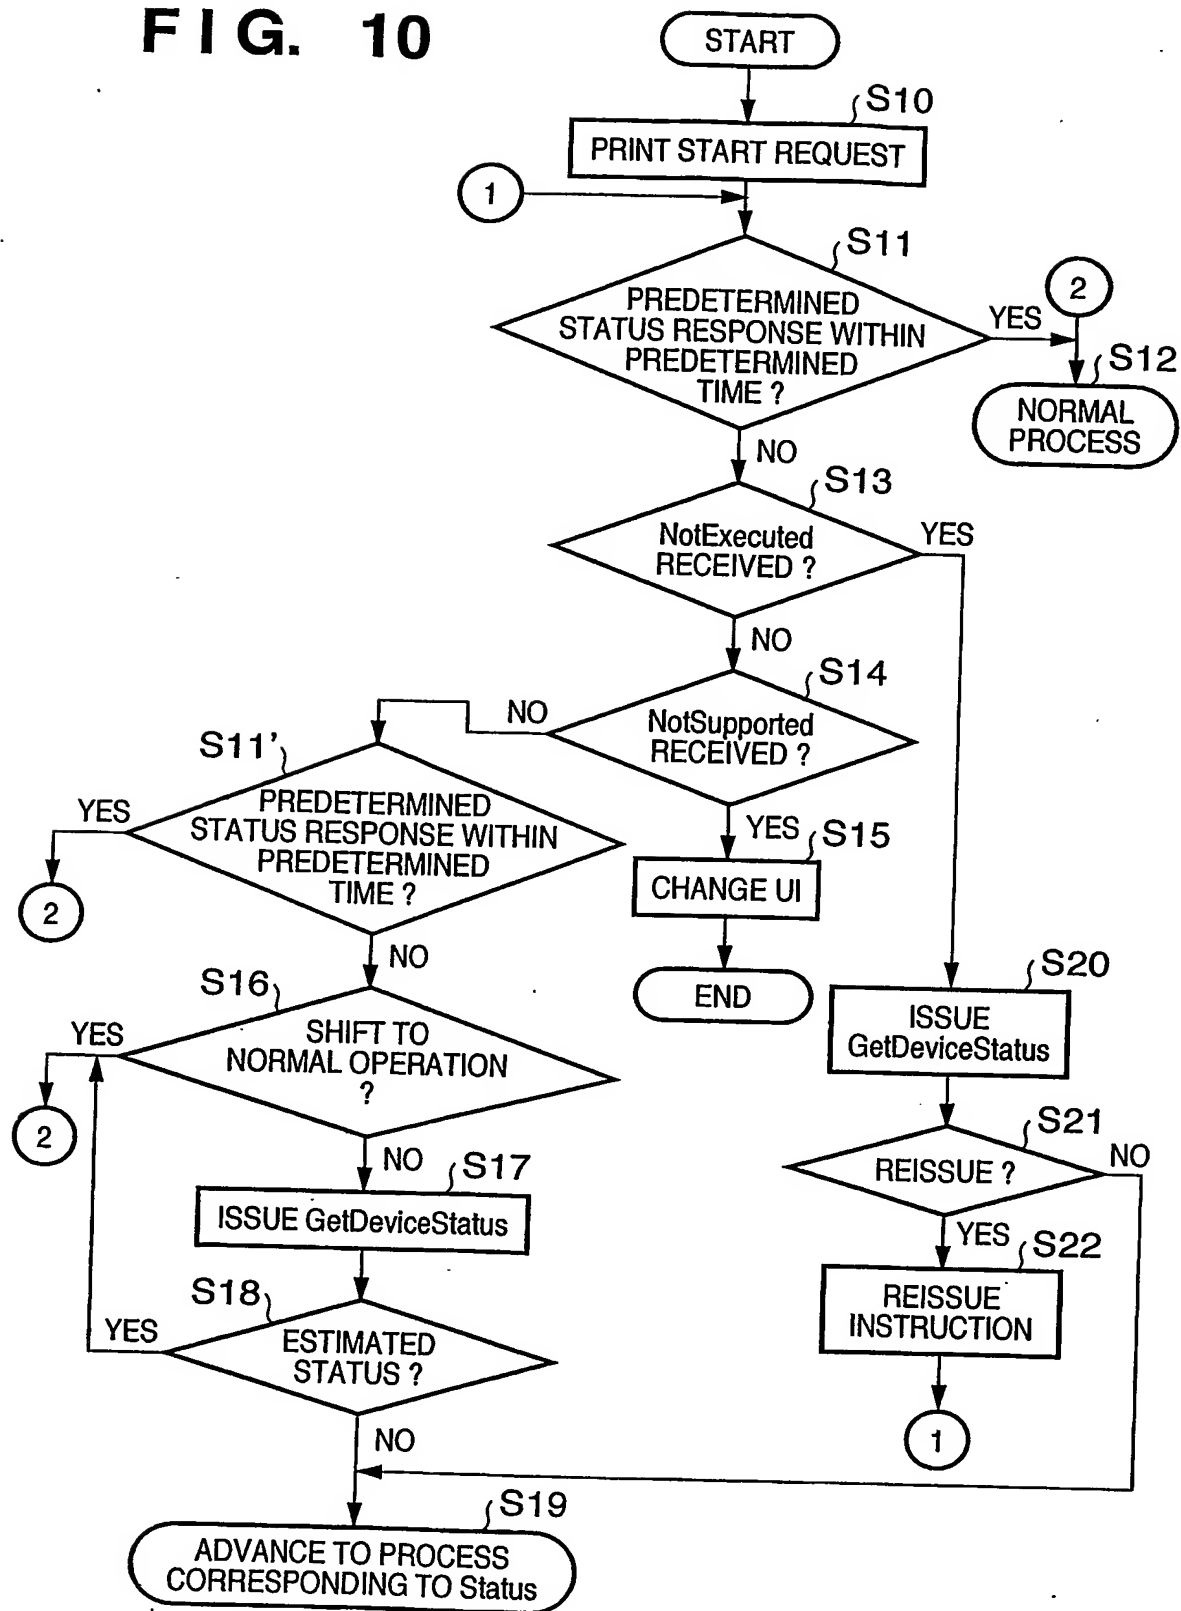 FIG. 10
START
S10
PRINT START REQUEST
1
S11
PREDETERMINED
STATUS RESPONSE WITHIN
PREDETERMINED
TIME ?
YES
2
S12
NORMAL
PROCESS
NO
S13
NotExecuted
RECEIVED ?
YES
NO
S14
NotSupported
RECEIVED ?
NO
YES
S15
CHANGE UI
END
S11'
PREDETERMINED
STATUS RESPONSE WITHIN
PREDETERMINED
TIME ?
YES
2
NO
S16
SHIFT TO
NORMAL OPERATION
?
YES
2
NO
S17
ISSUE GetDeviceStatus
S18
ESTIMATED
STATUS ?
YES
NO
S20
ISSUE
GetDeviceStatus
S21
REISSUE ?
NO
YES
S22
REISSUE
INSTRUCTION
1
S19
ADVANCE TO PROCESS
CORRESPONDING TO Status